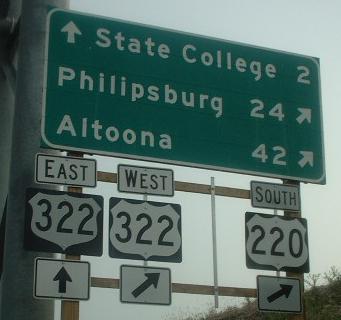 State College 2
Philipsburg 24
Altoona 42
EAST WEST SOUTH
322 322 220